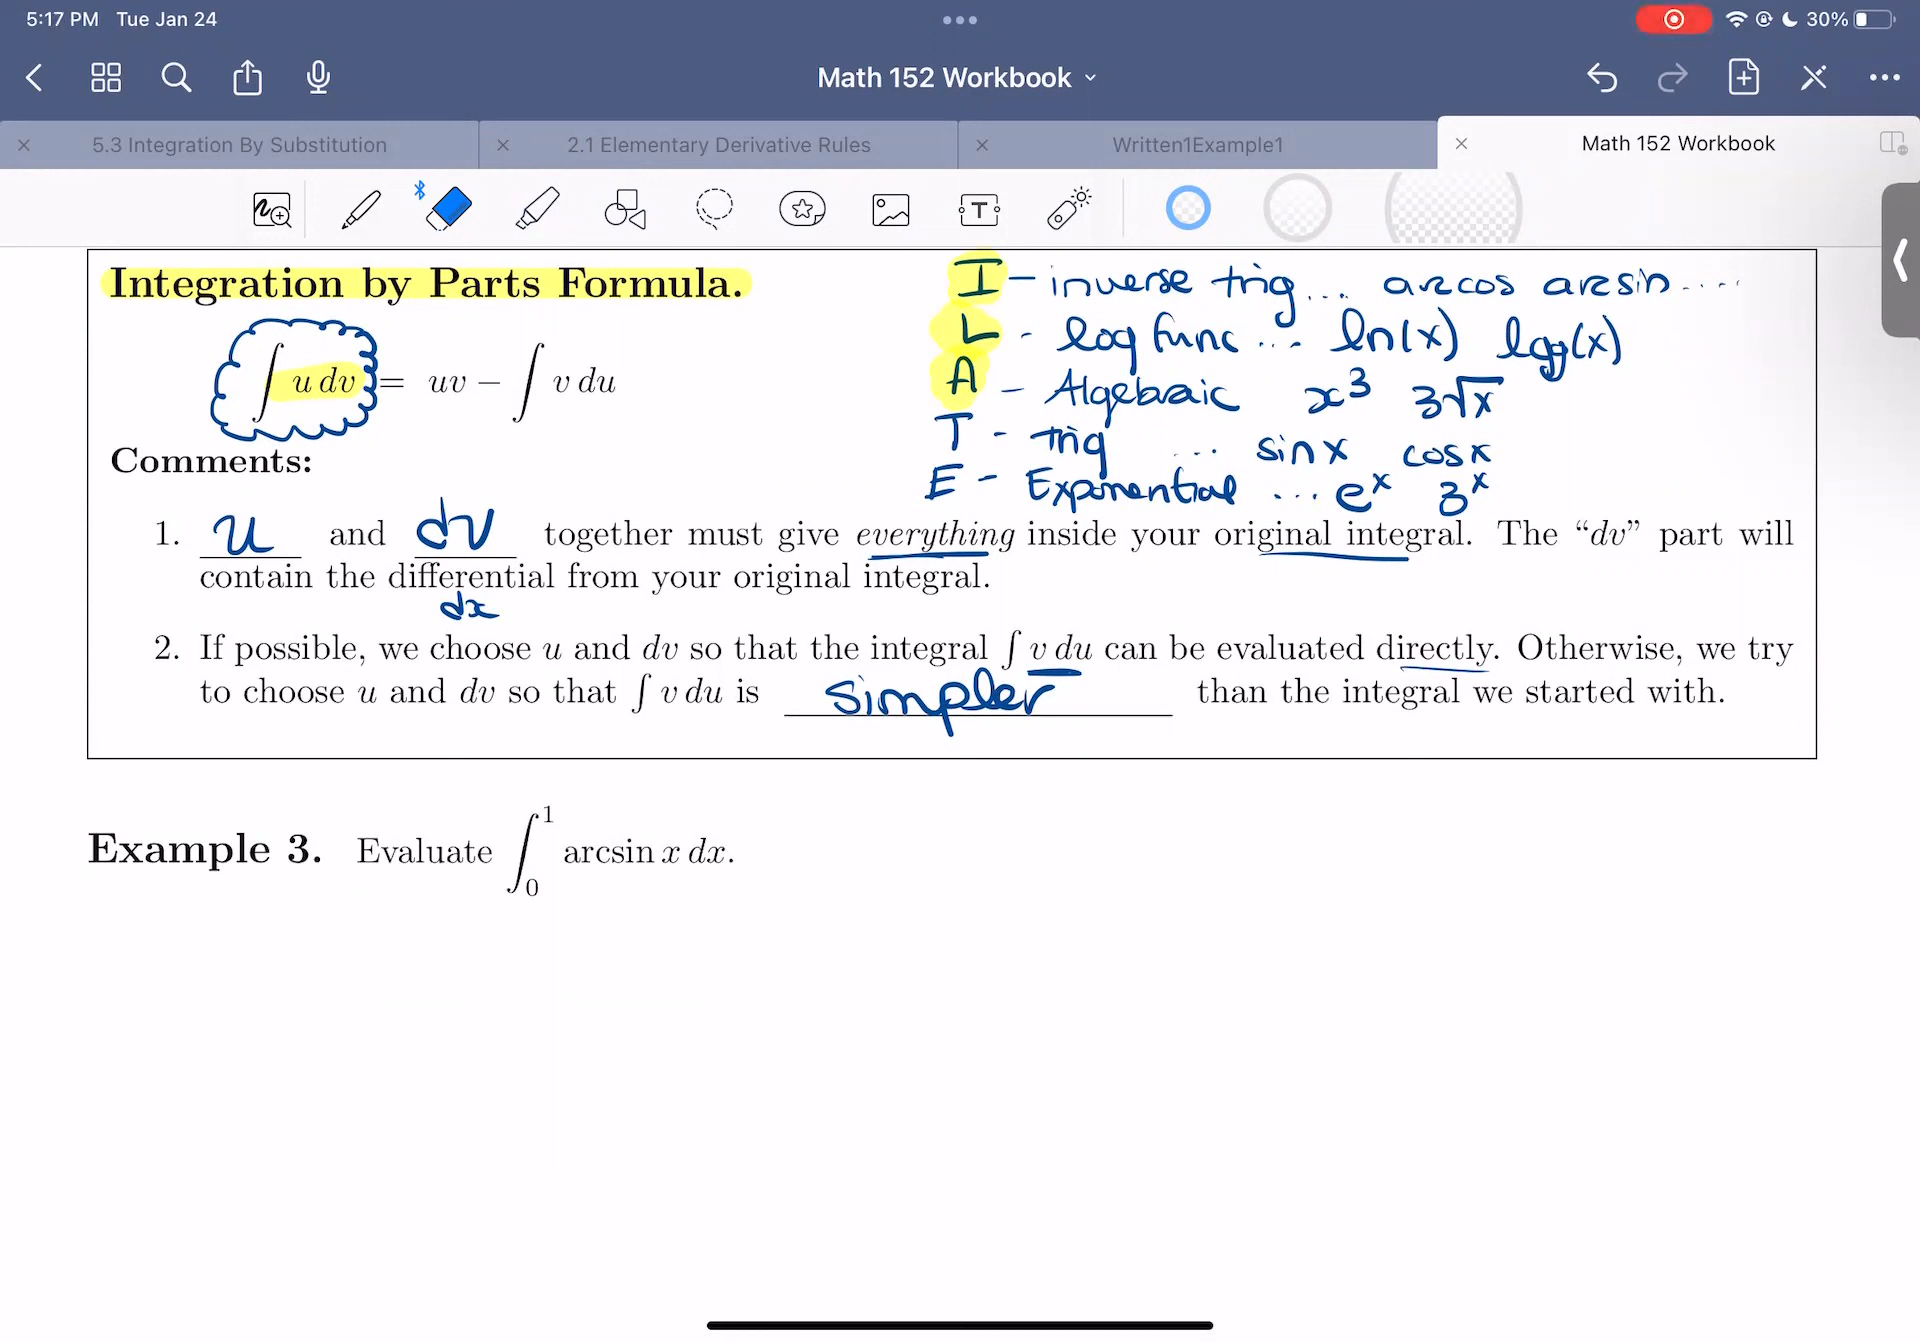 5:17 PM Tue Jan 24
30%
Math 152 Workbook
5.3 Integration By Substitution
2.1 Elementary Derivative Rules
Written1Example1
Math 152 Workbook
Integration by Parts Formula.
∫ u dv = uv − ∫ v du
I - inverse trig... arccos arcsin....
L - log func ... ln(x) log(x)
A - Algebraic x³ 3√x
T - trig ... sinx cosx
E - Exponential ... eˣ 3ˣ
Comments:
1. u and dv together must give everything inside your original integral. The “dv” part will
contain the differential from your original integral.
dx
2. If possible, we choose u and dv so that the integral ∫ v du can be evaluated directly. Otherwise, we try
to choose u and dv so that ∫ v du is simpler than the integral we started with.
Example 3. Evaluate ∫₀¹ arcsin x dx.